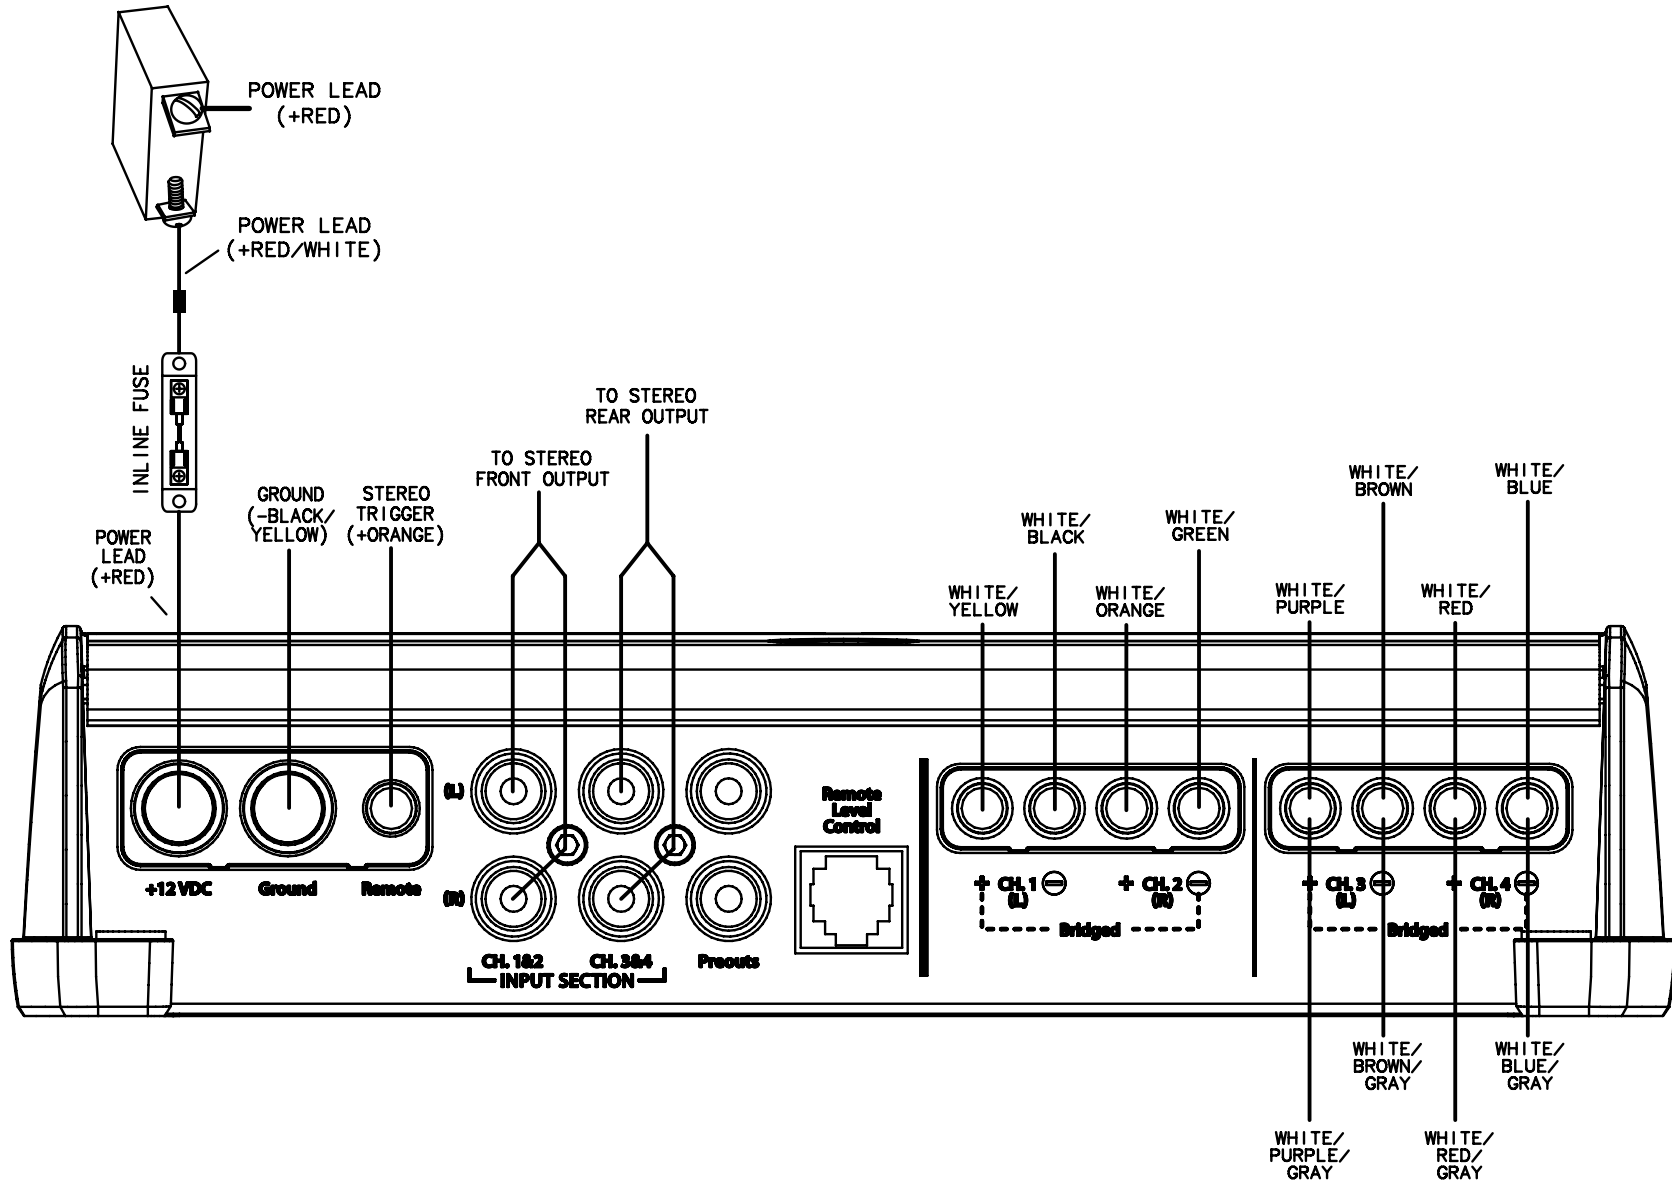 POWER LEAD
(+RED)
POWER LEAD
(+RED/WHITE)
INLINE FUSE
POWER
LEAD
(+RED)
GROUND
(-BLACK/
YELLOW)
STEREO
TRIGGER
(+ORANGE)
TO STEREO
FRONT OUTPUT
TO STEREO
REAR OUTPUT
WHITE/
YELLOW
WHITE/
BLACK
WHITE/
ORANGE
WHITE/
GREEN
WHITE/
PURPLE
WHITE/
BROWN
WHITE/
RED
WHITE/
BLUE
+12 VDC
Ground
Remote
(L)
(R)
CH. 1&2
CH. 3&4
Preouts
INPUT SECTION
Remote
Level
Control
+ CH. 1 -
(L)
+ CH. 2 -
(R)
Bridged
+ CH. 3 -
(L)
+ CH. 4 -
(R)
Bridged
WHITE/
BROWN/
GRAY
WHITE/
BLUE/
GRAY
WHITE/
PURPLE/
GRAY
WHITE/
RED/
GRAY